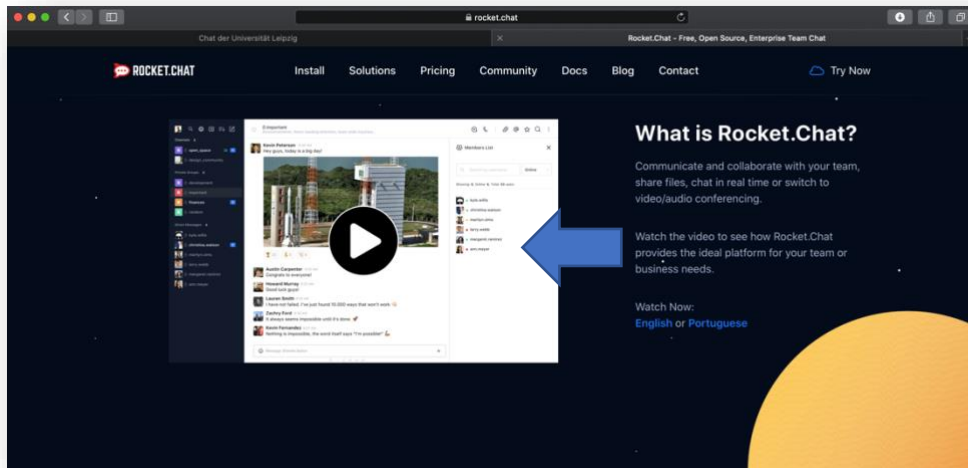 rocket.chat
Chat der Universität Leipzig
Rocket.Chat - Free, Open Source, Enterprise Team Chat
ROCKET.CHAT
Install
Solutions
Pricing
Community
Docs
Blog
Contact
Try Now
What is Rocket.Chat?
Communicate and collaborate with your team,
share files, chat in real time or switch to
video/audio conferencing.
Watch the video to see how Rocket.Chat
provides the ideal platform for your team or
business needs.
Watch Now:
English or Portuguese
Kevin Peterson
Hey guys, today is a big day!
Austin Carpenter
Congrats to everyone!
Howard Murray
Good luck guys!
Lauren Smith
I have not failed. I've just found 10.000 ways that won't work
Zachry Ford
It always seems impossible until it's done.
Kevin Fernandez
Nothing is impossible, the word itself says "I'm possible!"
Members List
Online